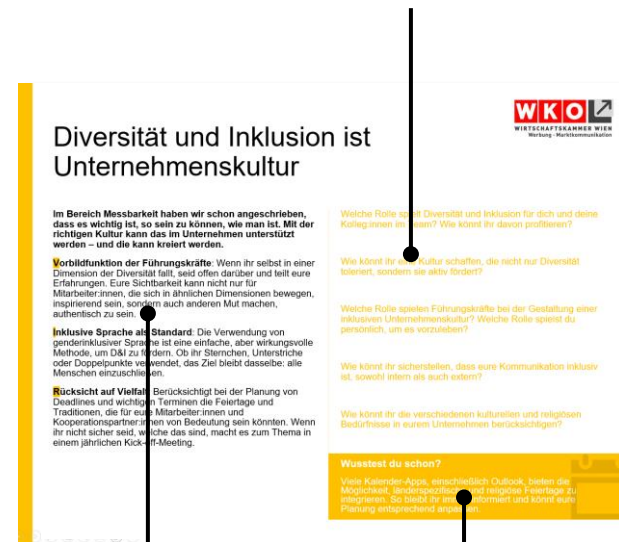 WKO
WIRTSCHAFTSKAMMER WIEN
Werbung - Marktkommunikation
Diversität und Inklusion ist
Unternehmenskultur
Im Bereich Messbarkeit haben wir schon angeschrieben,
dass es wichtig ist, so sein zu können, wie man ist. Mit der
richtigen Kultur kann das im Unternehmen unterstützt
werden – und die kann kreiert werden.
Vorbildfunktion der Führungskräfte: Wenn ihr selbst in einer
Dimension der Diversität fallt, seid offen darüber und teilt eure
Erfahrungen. Eure Sichtbarkeit kann nicht nur für
Mitarbeiter:innen, die sich in ähnlichen Dimensionen bewegen,
inspirierend sein, sondern auch anderen Mut machen,
authentisch zu sein.
Inklusive Sprache als Standard: Die Verwendung von
genderinklusiver Sprache ist eine einfache, aber wirkungsvolle
Methode, um D&I zu fördern. Ob ihr Sternchen, Unterstriche
oder Doppelpunkte verwendet, das Ziel bleibt dasselbe: alle
Menschen einzuschließen.
Rücksicht auf Vielfalt: Berücksichtigt bei der Planung von
Deadlines und wichtigen Terminen die Feiertage und
Traditionen, die für eure Mitarbeiter:innen und
Kooperationspartner:innen von Bedeutung sein könnten. Wenn
ihr nicht sicher seid, welche das sind, macht es zum Thema in
einem jährlichen Kick-off-Meeting.
Welche Rolle spielt Diversität und Inklusion für dich und deine
Kolleg:innen im Team? Wie könnt ihr davon profitieren?
Wie könnt ihr eine Kultur schaffen, die nicht nur Diversität
toleriert, sondern sie aktiv fördert?
Welche Rolle spielen Führungskräfte bei der Gestaltung einer
inklusiven Unternehmenskultur? Welche Rolle spielst du
persönlich, um es vorzuleben?
Wie könnt ihr sicherstellen, dass eure Kommunikation inklusiv
ist, sowohl intern als auch extern?
Wie könnt ihr die verschiedenen kulturellen und religiösen
Bedürfnisse in eurem Unternehmen berücksichtigen?
Wusstest du schon?
Viele Kalender-Apps, einschließlich Outlook, bieten die
Möglichkeit, länderspezifische und religiöse Feiertage zu
integrieren. So bleibt ihr immer informiert und könnt eure
Planung entsprechend anpassen.